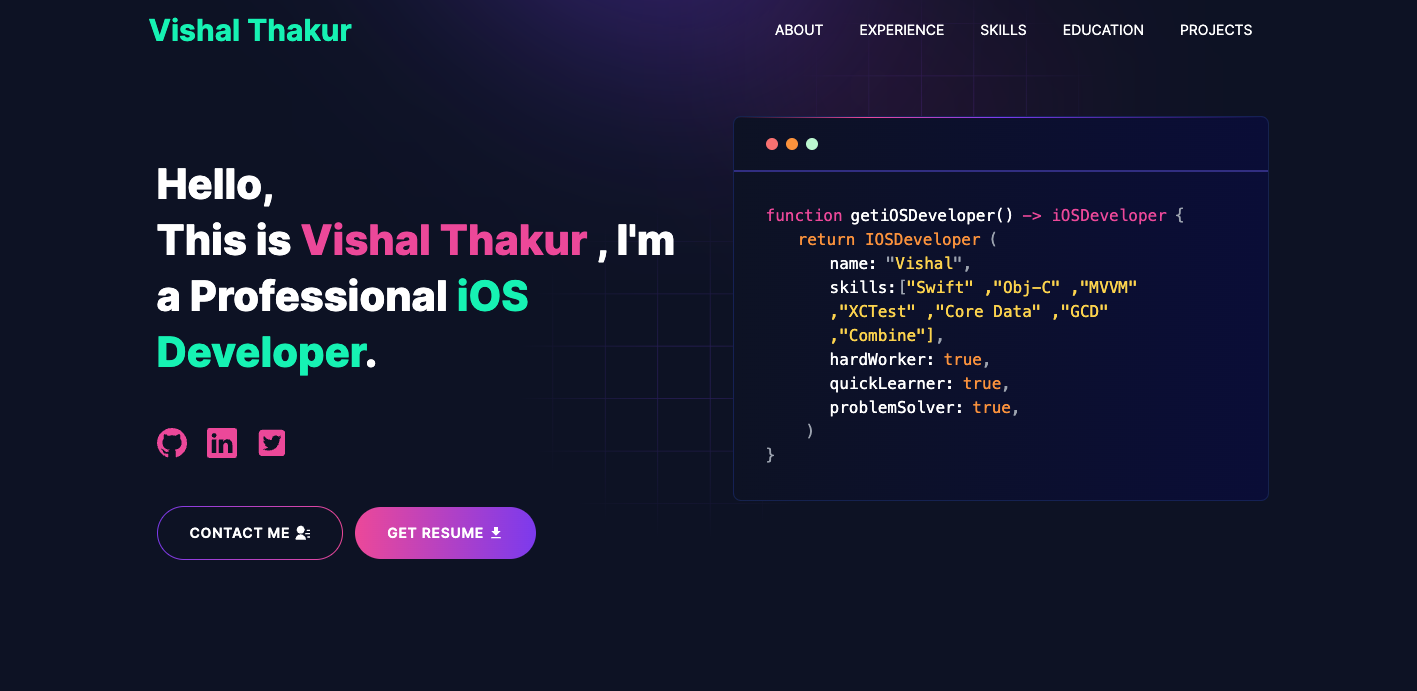 Vishal Thakur
ABOUT EXPERIENCE SKILLS EDUCATION PROJECTS
Hello,
This is Vishal Thakur , I'm
a Professional iOS
Developer.
CONTACT ME
GET RESUME
function getiOSDeveloper() -> iOSDeveloper {
return IOSDeveloper (
name: "Vishal",
skills:["Swift" ,"Obj-C" ,"MVVM"
,"XCTest" ,"Core Data" ,"GCD"
,"Combine"],
hardWorker: true,
quickLearner: true,
problemSolver: true,
)
}